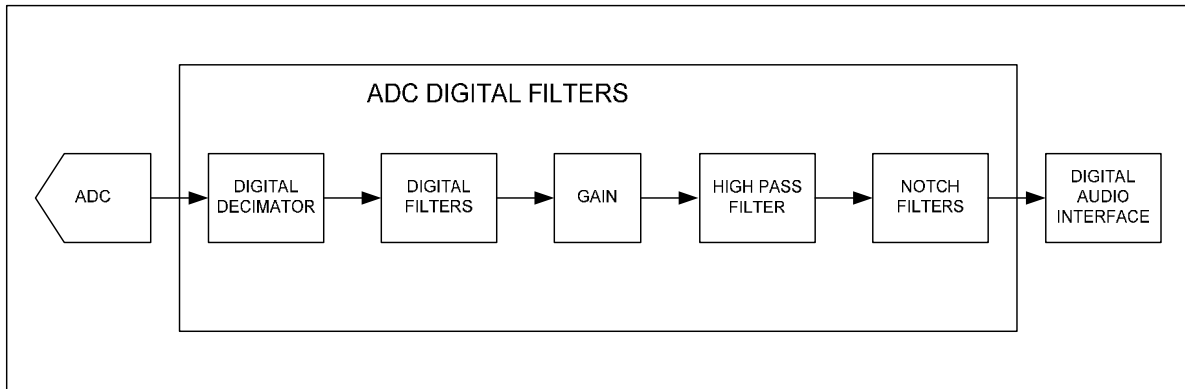 ADC DIGITAL FILTERS
ADC
DIGITAL
DECIMATOR
DIGITAL
FILTERS
GAIN
HIGH PASS
FILTER
NOTCH
FILTERS
DIGITAL
AUDIO
INTERFACE